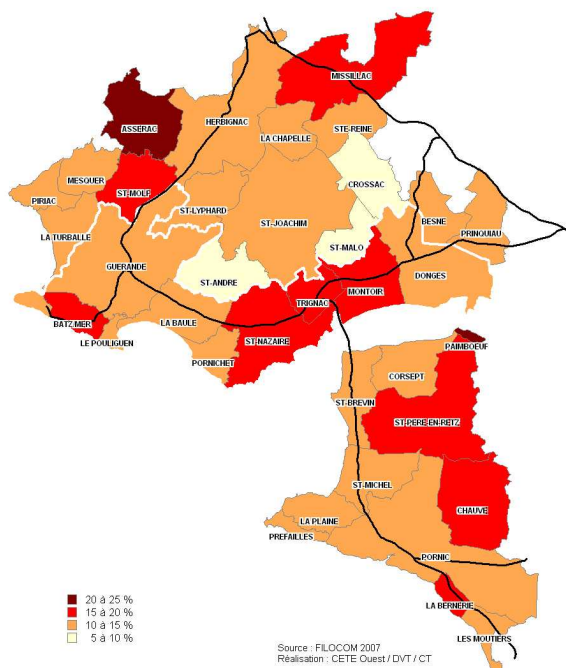 MISSILLAC
ASSERAC
HERBIGNAC
LA CHAPELLE
STE-REINE
MESQUER
ST-MOLF
CROSSAC
PIRIAC
ST-LYPHARD
ST-JOACHIM
BESNE
LA TURBALLE
PRINQUIAU
ST-MALO
GUERANDE
ST-ANDRE
DONGES
MONTOIR
TRIGNAC
BATZ/MER
LA BAULE
LE POULIGUEN
ST-NAZAIRE
PAIMBOEUF
PORNICHET
CORSEPT
ST-BREVIN
ST-PERE-EN-RETZ
ST-MICHEL
CHAUVE
LA PLAINE
PREFAILLES
PORNIC
LA BERNERIE
LES MOUTIERS
20 à 25 %
15 à 20 %
10 à 15 %
5 à 10 %
Source : FILOCOM 2007
Réalisation : CETE Ouest / DVT / CT